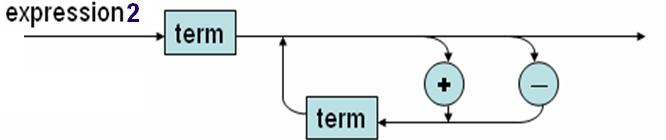 expression2
term
+
−
term